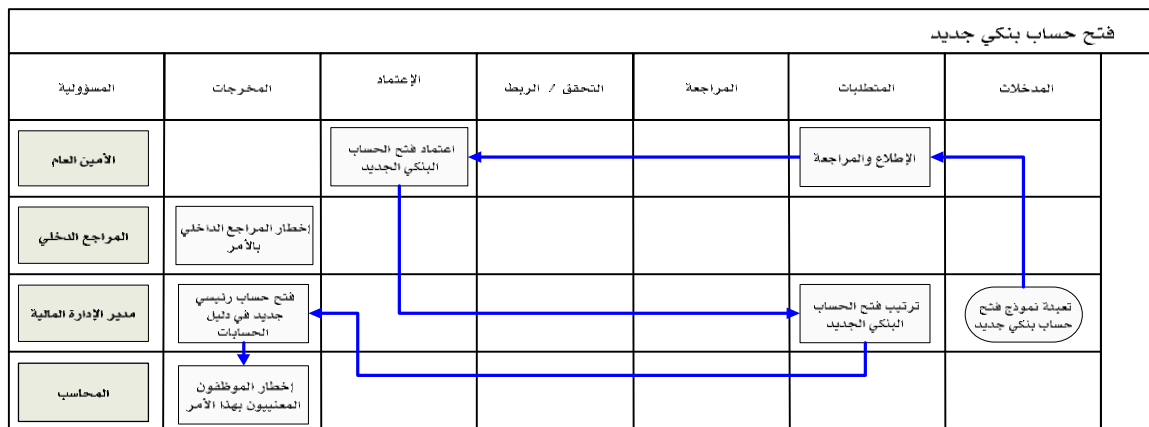 فتح حساب بنكي جديد
المدخلات
المتطلبات
المراجعة
التحقق / الربط
الإعتماد
المخرجات
المسؤولية
الإطلاع والمراجعة
اعتماد فتح الحساب
البنكي الجديد
الأمين العام
إخطار المراجع الداخلي
بالأمر
المراجع الدخلي
تعبئة نموذج فتح
حساب بنكي جديد
ترتيب فتح الحساب
البنكي الجديد
فتح حساب رئيسي
جديد في دليل
الحسابات
مدير الإدارة المالية
إخطار الموظفون
المعنييون بهذا الأمر
المحاسب